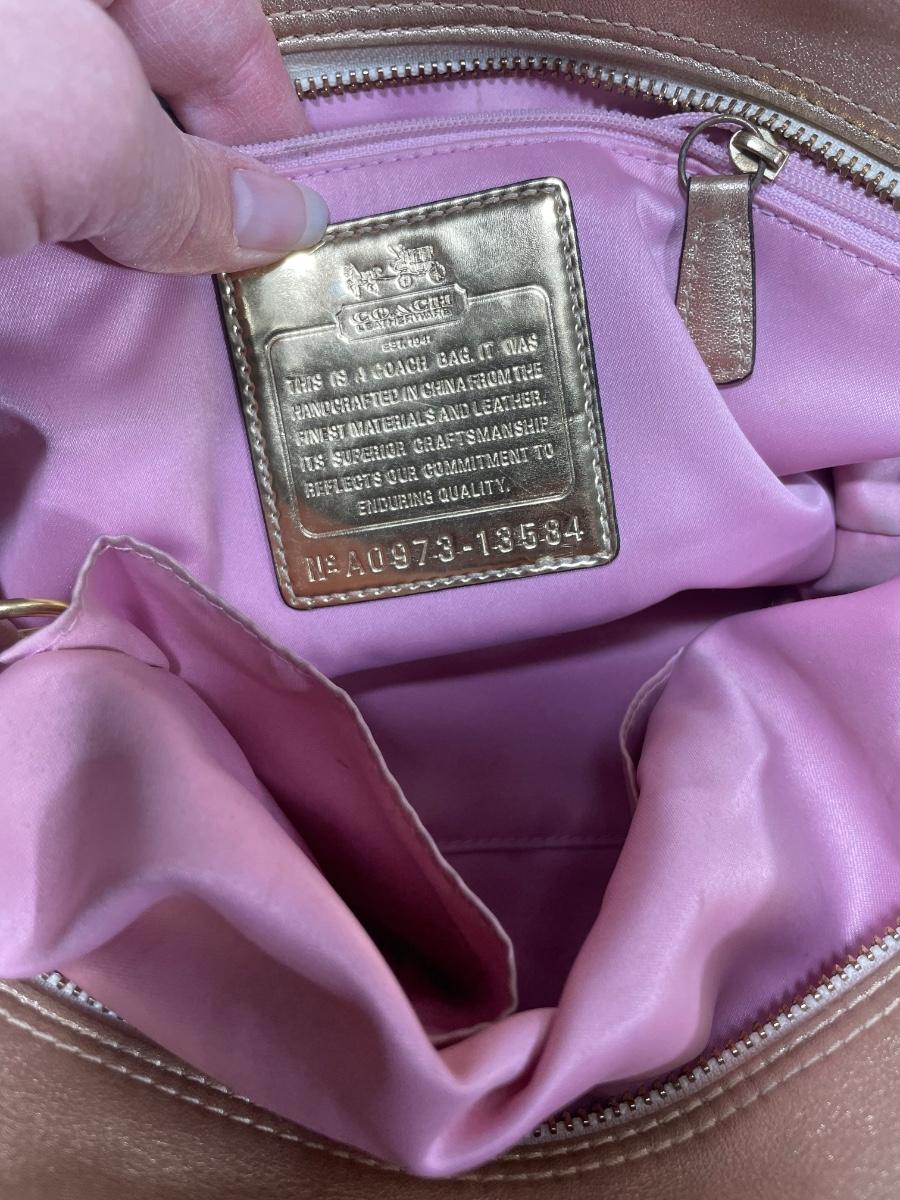 COACH
LEATHERWARE
EST. 1941
THIS IS A COACH BAG. IT WAS
HANDCRAFTED IN CHINA FROM THE
FINEST MATERIALS AND LEATHER.
ITS SUPERIOR CRAFTSMANSHIP
REFLECTS OUR COMMITMENT TO
ENDURING QUALITY.
Nº A0973-13584